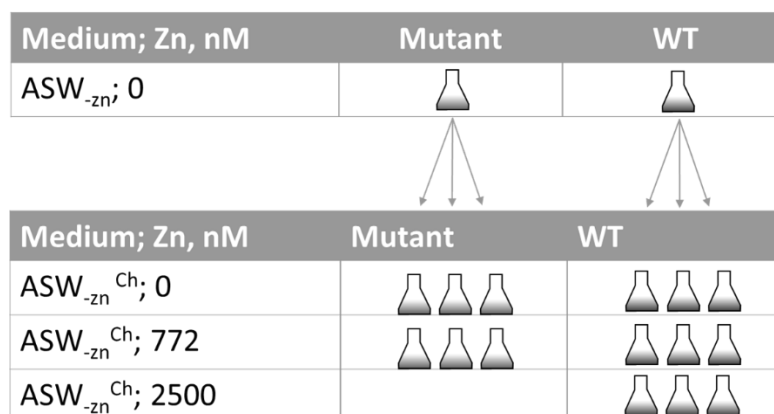 Medium; Zn, nM Mutant WT
ASW-zn; 0
Medium; Zn, nM Mutant WT
ASW-zn Ch; 0
ASW-zn Ch; 772
ASW-zn Ch; 2500